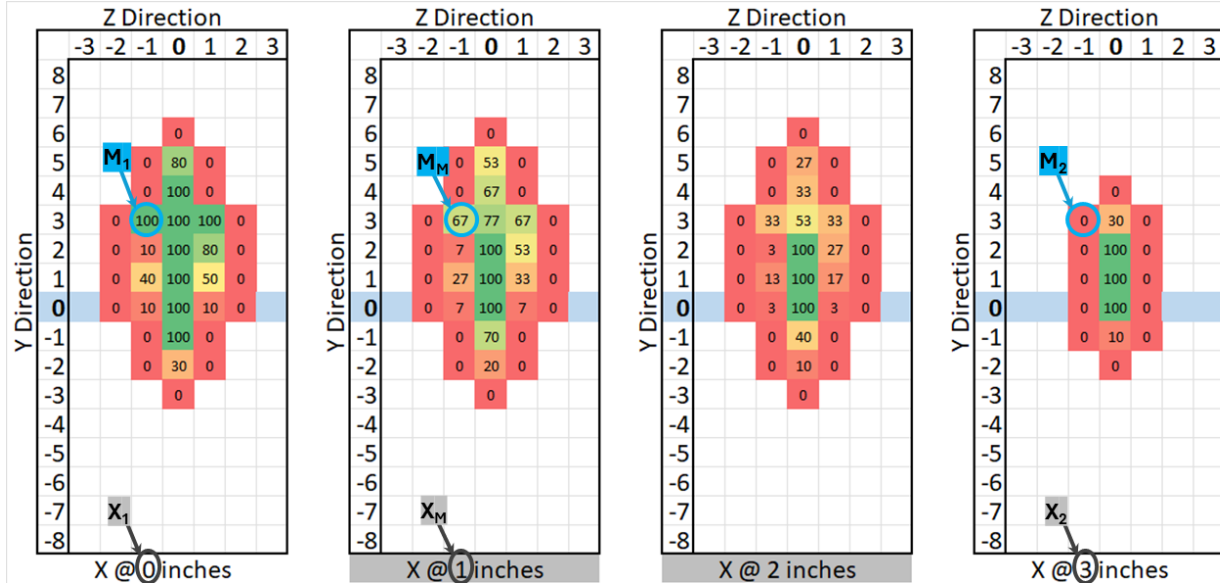 Z Direction Z Direction Z Direction Z Direction
-3 -2 -1 0 1 2 3 -3 -2 -1 0 1 2 3 -3 -2 -1 0 1 2 3 -3 -2 -1 0 1 2 3
8 8 8 8
7 7 7 7
6 0 6 0 6 0 6
M1 5 0 80 0 MM 5 0 53 0 5 0 27 0 M2 5
4 0 100 0 4 0 67 0 4 0 33 0 4 0
3 0 100 100 100 0 3 0 67 77 67 0 3 0 33 53 33 0 3 0 30 0
2 0 10 100 80 0 2 0 7 100 53 0 2 0 3 100 27 0 2 0 100 0
1 0 40 100 50 0 1 0 27 100 33 0 1 0 13 100 17 0 1 0 100 0
0 0 10 100 10 0 0 0 7 100 7 0 0 0 3 100 3 0 0 0 100 0
-1 0 100 0 -1 0 70 0 -1 0 40 0 -1 0 10 0
-2 0 30 0 -2 0 20 0 -2 0 10 0 -2 0
-3 0 -3 0 -3 0 -3
-4 -4 -4 -4
-5 -5 -5 -5
-6 -6 -6 -6
-7 X1 -7 XM -7 -7 X2
-8 -8 -8 -8
Y Direction Y Direction Y Direction Y Direction
X @ 0 inches X @ 1 inches X @ 2 inches X @ 3 inches